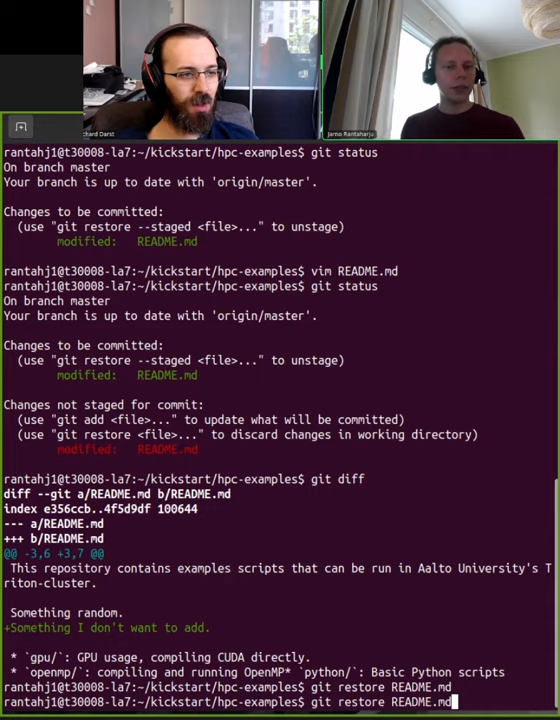 chard Darst
Jarno Rantaharju
rantahj1@t30008-la7:~/kickstart/hpc-examples$ git status
On branch master
Your branch is up to date with 'origin/master'.
Changes to be committed:
(use "git restore --staged <file>..." to unstage)
modified:   README.md
rantahj1@t30008-la7:~/kickstart/hpc-examples$ vim README.md
rantahj1@t30008-la7:~/kickstart/hpc-examples$ git status
On branch master
Your branch is up to date with 'origin/master'.
Changes to be committed:
(use "git restore --staged <file>..." to unstage)
modified:   README.md
Changes not staged for commit:
(use "git add <file>..." to update what will be committed)
(use "git restore <file>..." to discard changes in working directory)
modified:   README.md
rantahj1@t30008-la7:~/kickstart/hpc-examples$ git diff
diff --git a/README.md b/README.md
index e356ccb..4f5d9df 100644
--- a/README.md
+++ b/README.md
@@ -3,6 +3,7 @@
This repository contains examples scripts that can be run in Aalto University's T
riton-cluster.
Something random.
+Something I don't want to add.
* `gpu/`: GPU usage, compiling CUDA directly.
* `openmp/`: compiling and running OpenMP* `python/`: Basic Python scripts
rantahj1@t30008-la7:~/kickstart/hpc-examples$ git restore README.md
rantahj1@t30008-la7:~/kickstart/hpc-examples$ git restore README.md